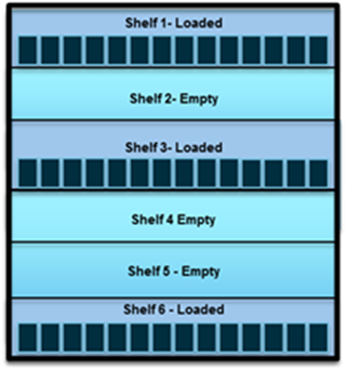 Shelf 1- Loaded
Shelf 2- Empty
Shelf 3- Loaded
Shelf 4 Empty
Shelf 5 - Empty
Shelf 6 - Loaded